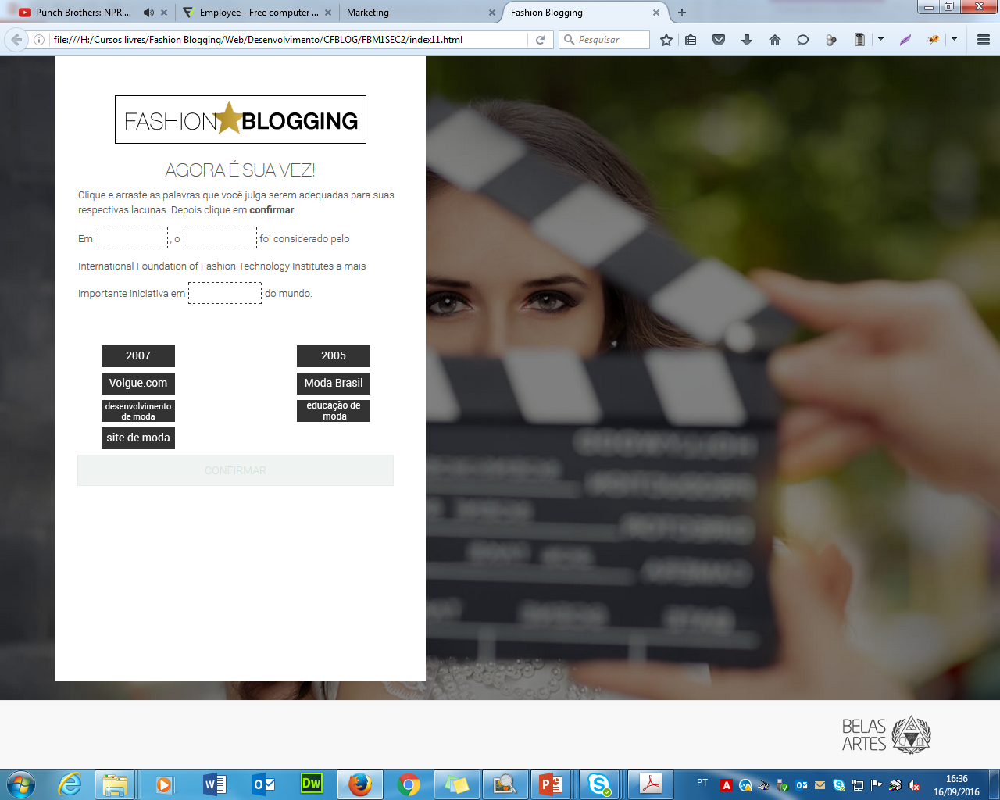 Punch Brothers: NPR ...
Employee - Free computer ...
Marketing
Fashion Blogging
file:///H:/Cursos livres/Fashion Blogging/Web/Desenvolvimento/CFBLOG/FBM1SEC2/index11.html
Pesquisar
FASHION BLOGGING
AGORA É SUA VEZ!
Clique e arraste as palavras que você julga serem adequadas para suas
respectivas lacunas. Depois clique em confirmar.
Em , o foi considerado pelo
International Foundation of Fashion Technology Institutes a mais
importante iniciativa em do mundo.
2007
2005
Volgue.com
Moda Brasil
desenvolvimento
de moda
educação de
moda
site de moda
CONFIRMAR
BELAS
ARTES
PT
16:36
16/09/2016